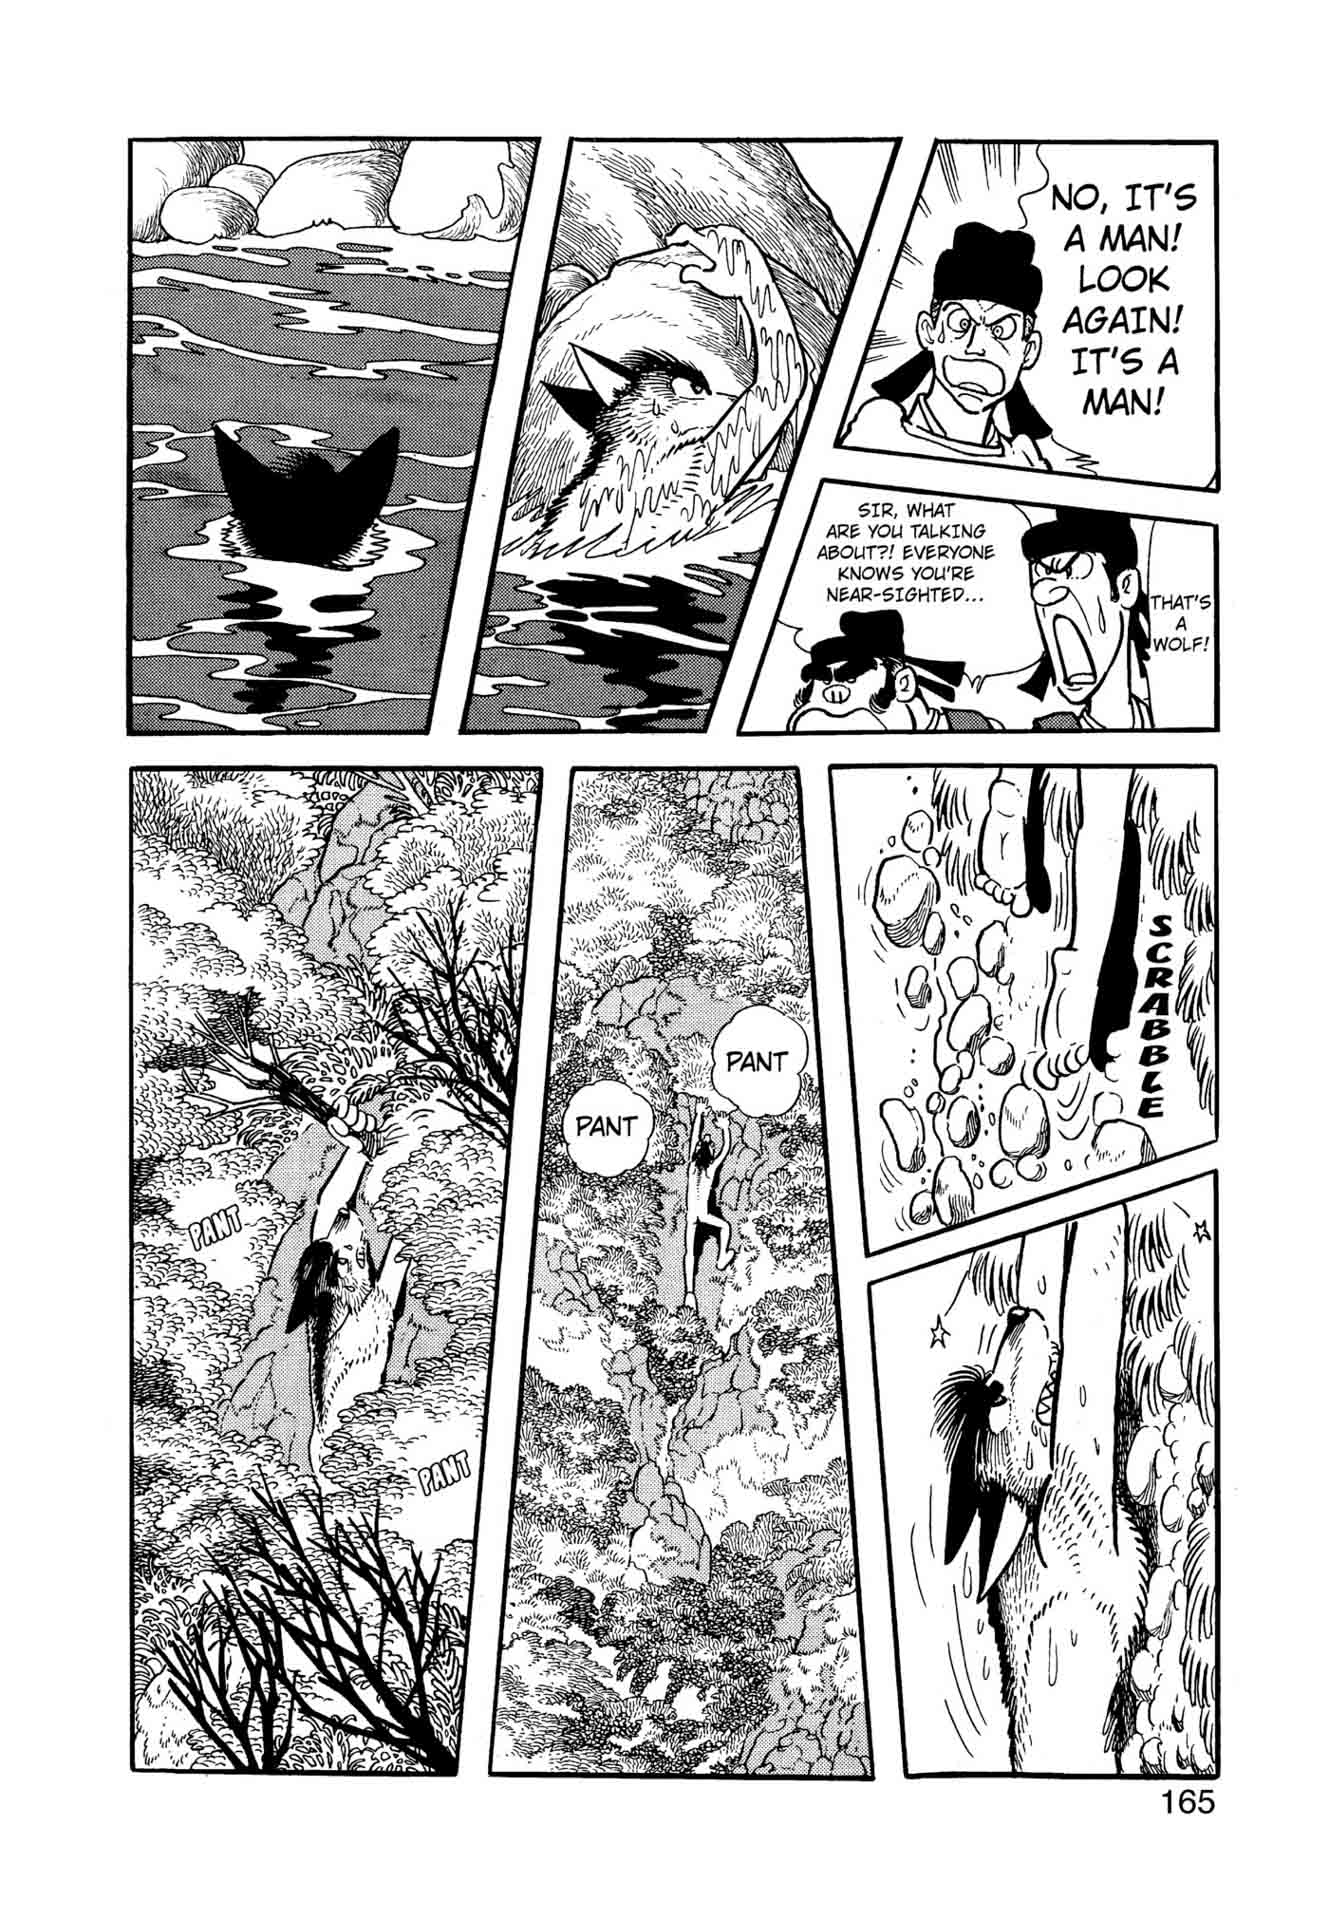 NO, IT'S
A MAN!
LOOK
AGAIN!
IT'S A
MAN!
SIR, WHAT
ARE YOU TALKING
ABOUT?! EVERYONE
KNOWS YOU'RE
NEAR-SIGHTED...
THAT'S
A
WOLF!
SCRABBLE
PANT
PANT
PANT
PANT
165